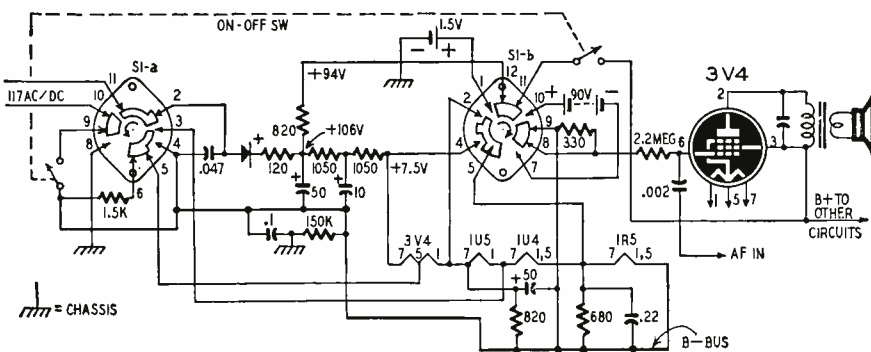 ON-OFF SW
1.5V
- +
S1-a
S1-b
+94V
117AC/DC
11
10
9
8
2
3
4
5
6
820
+106V
+
120
1050
1050
+7.5V
.047
+
50
+
10
1.5K
.1
150K
1
12
11
2
10
9
4
8
5
7
+ 90V -
330
2.2MEG
.002
3V4
2
6
3
1 5 7
B+ TO
OTHER
CIRCUITS
AF IN
3V4
7 5 1
1U5
7 1
1U4
7 1,5
1R5
7 1,5
+ 50
820
680
.22
B-BUS
= CHASSIS